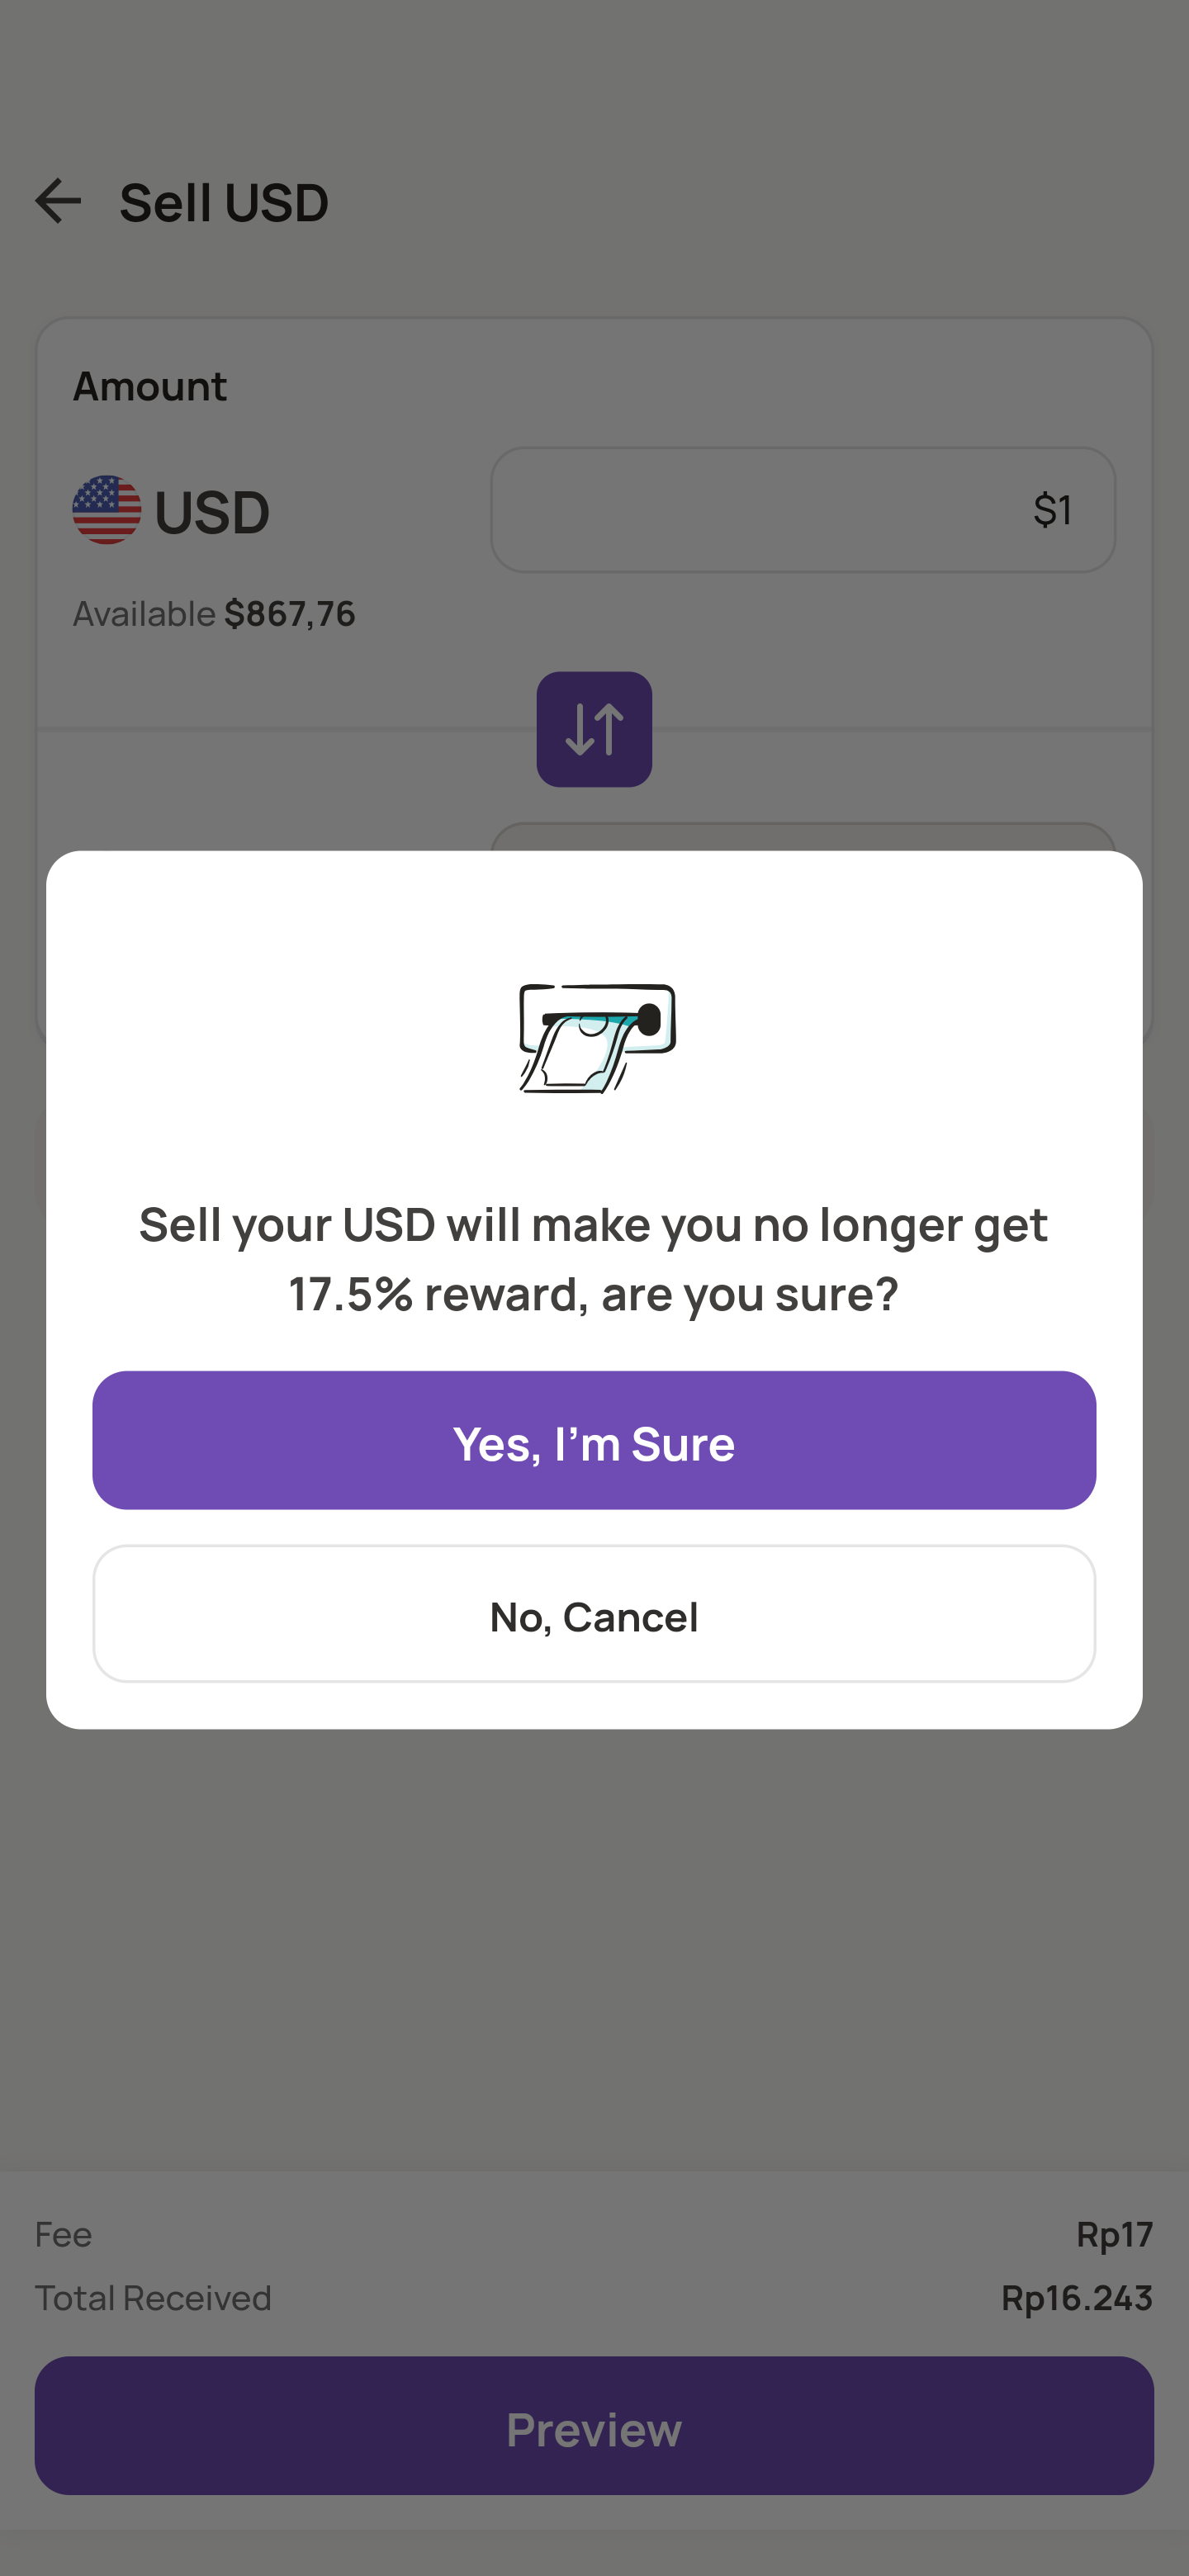 Sell USD
Amount
USD
$1
Available $867,76
Sell your USD will make you no longer get
17.5% reward, are you sure?
Yes, I'm Sure
No, Cancel
Fee
Rp17
Total Received
Rp16.243
Preview